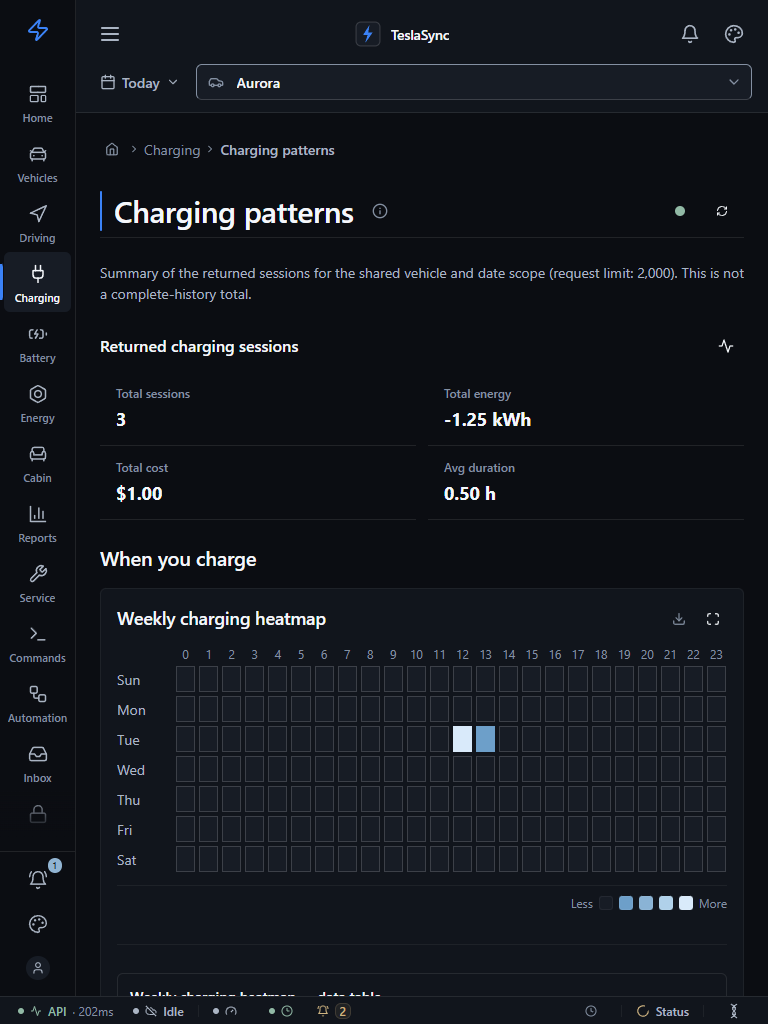 TeslaSync
Today
Aurora
Home
Vehicles
Driving
Charging
Battery
Energy
Cabin
Reports
Service
Commands
Automation
Inbox
1
Charging
Charging patterns
Charging patterns
Summary of the returned sessions for the shared vehicle and date scope (request limit: 2,000). This is not
a complete-history total.
Returned charging sessions
Total sessions
3
Total energy
-1.25 kWh
Total cost
$1.00
Avg duration
0.50 h
When you charge
Weekly charging heatmap
0 1 2 3 4 5 6 7 8 9 10 11 12 13 14 15 16 17 18 19 20 21 22 23
Sun
Mon
Tue
Wed
Thu
Fri
Sat
Less More
Weekly charging heatmap — data table
API · 202ms Idle 2 Status